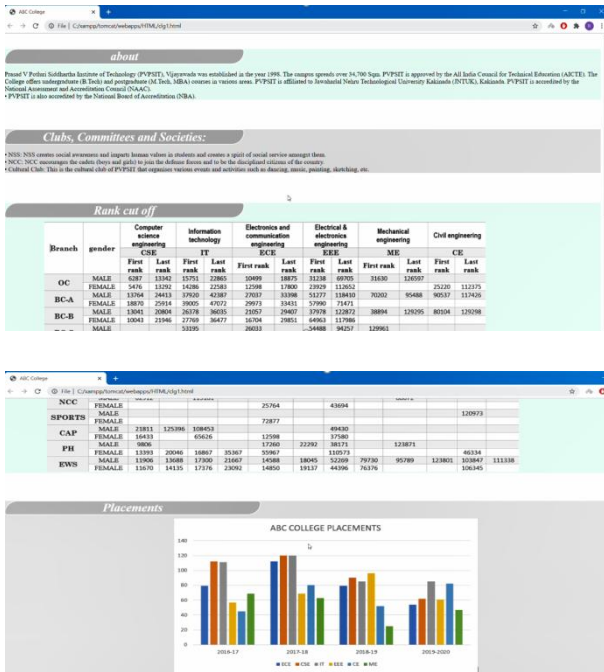 ABC College
File | C:/xampp/tomcat/webapps/HTML/clg1.html
about
Prasad V Potluri Siddhartha Institute of Technology (PVPSIT), Vijayawada was established in the year 1998. The campus spreads over 34,700 Sqm. PVPSIT is approved by the All India Council for Technical Education (AICTE). The
College offers undergraduate (B.Tech) and postgraduate (M.Tech, MBA) courses in various areas. PVPSIT is affiliated to Jawaharlal Nehru Technological University Kakinada (JNTUK), Kakinada. PVPSIT is accredited by the
National Assessment and Accreditation Council (NAAC).
• PVPSIT is also accredited by the National Board of Accreditation (NBA).
Clubs, Committees and Societies:
• NSS: NSS creates social awareness and imparts human values in students and creates a spirit of social service amongst them.
• NCC: NCC encourages the cadets (boys and girls) to join the defense forces and to be the disciplined citizens of the country.
• Cultural Club: This is the cultural club of PVPSIT that organises various events and activities such as dancing, music, painting, sketching, etc.
Rank cut off
Branch gender Computer science engineering Information technology Electronics and communication engineering Electrical & electronics engineering Mechanical engineering Civil engineering
CSE IT ECE EEE ME CE
First rank Last rank First rank Last rank First rank Last rank First rank Last rank First rank Last rank First rank Last rank
OC MALE 6287 13342 15751 22865 10499 18875 31238 69705 31630 126597
FEMALE 5476 13292 14286 22583 12598 17800 23929 112652 25220 112375
BC-A MALE 13764 24413 37920 42387 27037 33398 51277 118410 70202 95488 90537 117426
FEMALE 18870 25914 39005 47072 29973 33431 57990 71471
BC-B MALE 13041 20804 26378 36035 21057 29407 37978 122872 38894 129295 80104 129298
FEMALE 10043 21946 27769 36477 16704 29851 64963 117986
MALE 53195 26033 54488 94257 129961
ABC College
File | C:/xampp/tomcat/webapps/HTML/clg1.html
NCC FEMALE 25764 43694
SPORTS MALE 120973
FEMALE 72877
CAP MALE 21811 125396 108453 49430
FEMALE 16433 65626 12598 37580
PH MALE 9806 17260 22292 38171 123871
FEMALE 13393 20046 16867 35367 55967 110573 46334
EWS MALE 11906 13688 17300 21667 14588 18045 52269 79730 95789 123801 103847 111338
FEMALE 11670 14135 17376 23092 14850 19137 44396 76376 106345
Placements
ABC COLLEGE PLACEMENTS
140
120
100
80
60
40
20
0
2016-17 2017-18 2018-19 2019-2020
ECE CSE IT EEE CE ME